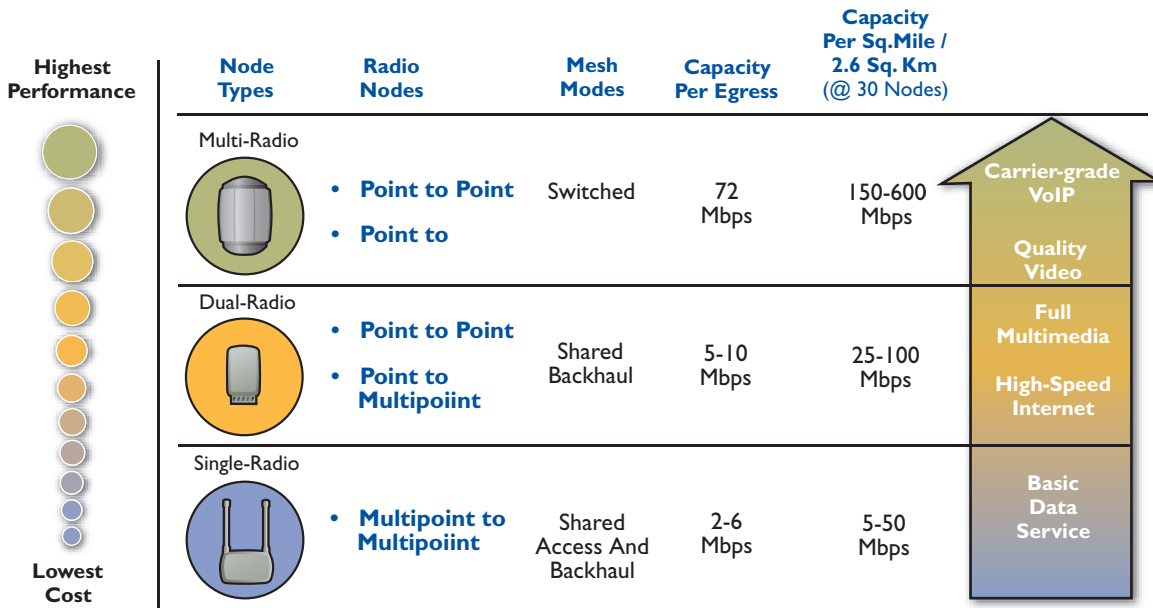 Highest
Performance
Lowest
Cost
Node
Types
Radio
Nodes
Mesh
Modes
Capacity
Per Egress
Capacity
Per Sq.Mile /
2.6 Sq. Km
(@ 30 Nodes)
Multi-Radio
• Point to Point
• Point to
Switched
72
Mbps
150-600
Mbps
Carrier-grade
VoIP
Quality
Video
Dual-Radio
• Point to Point
• Point to
Multipoiint
Shared
Backhaul
5-10
Mbps
25-100
Mbps
Full
Multimedia
High-Speed
Internet
Single-Radio
• Multipoint to
Multipoiint
Shared
Access And
Backhaul
2-6
Mbps
5-50
Mbps
Basic
Data
Service